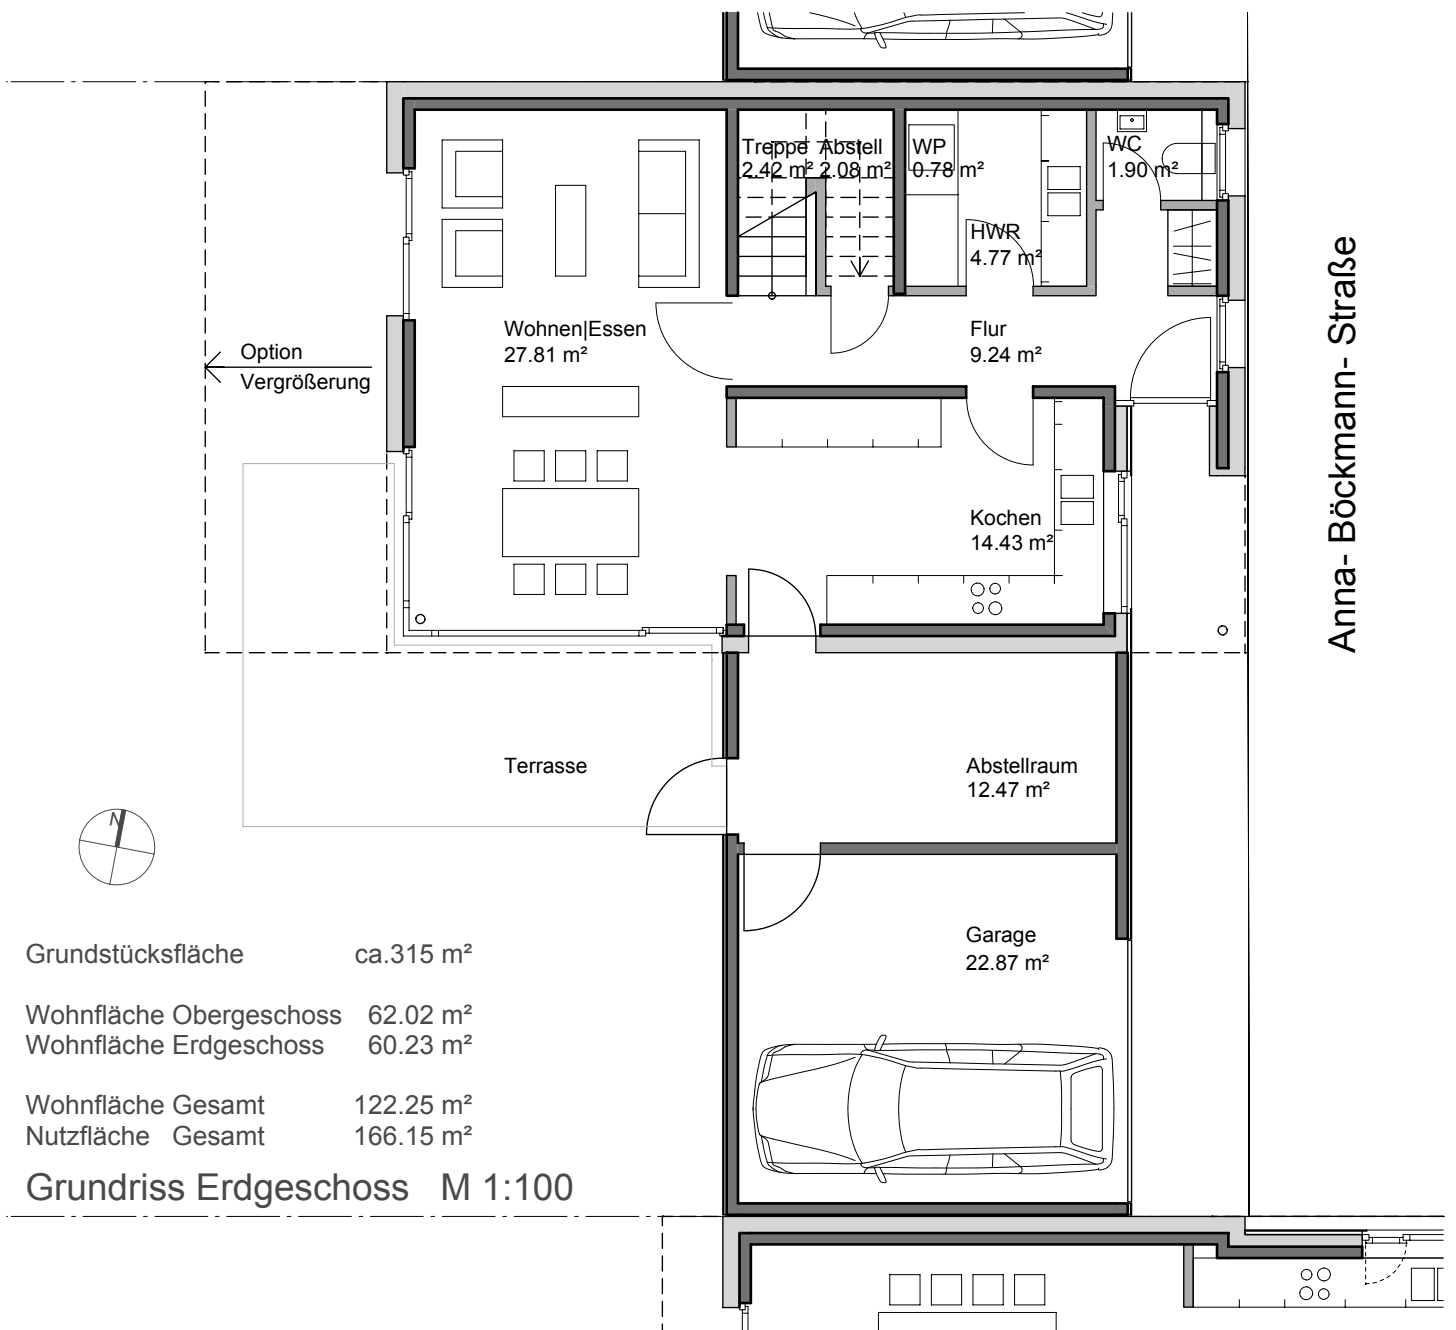 Treppe
2.42 m²
Abstell
2.08 m²
WP
0.78 m²
WC
1.90 m²
HWR
4.77 m²
Wohnen|Essen
27.81 m²
Flur
9.24 m²
Option
Vergrößerung
Anna- Böckmann- Straße
Kochen
14.43 m²
Terrasse
Abstellraum
12.47 m²
N
Garage
22.87 m²
Grundstücksfläche ca.315 m²
Wohnfläche Obergeschoss 62.02 m²
Wohnfläche Erdgeschoss 60.23 m²
Wohnfläche Gesamt 122.25 m²
Nutzfläche Gesamt 166.15 m²
Grundriss Erdgeschoss M 1:100